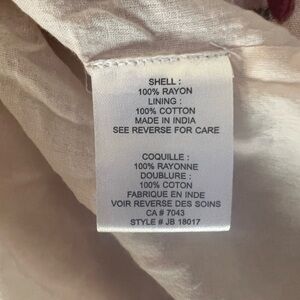 SHELL :
100% RAYON
LINING :
100% COTTON
MADE IN INDIA
SEE REVERSE FOR CARE
COQUILLE :
100% RAYONNE
DOUBLURE :
100% COTON
FABRIQUE EN INDE
VOIR REVERSE DES SOINS
CA # 7043
STYLE # JB 18017